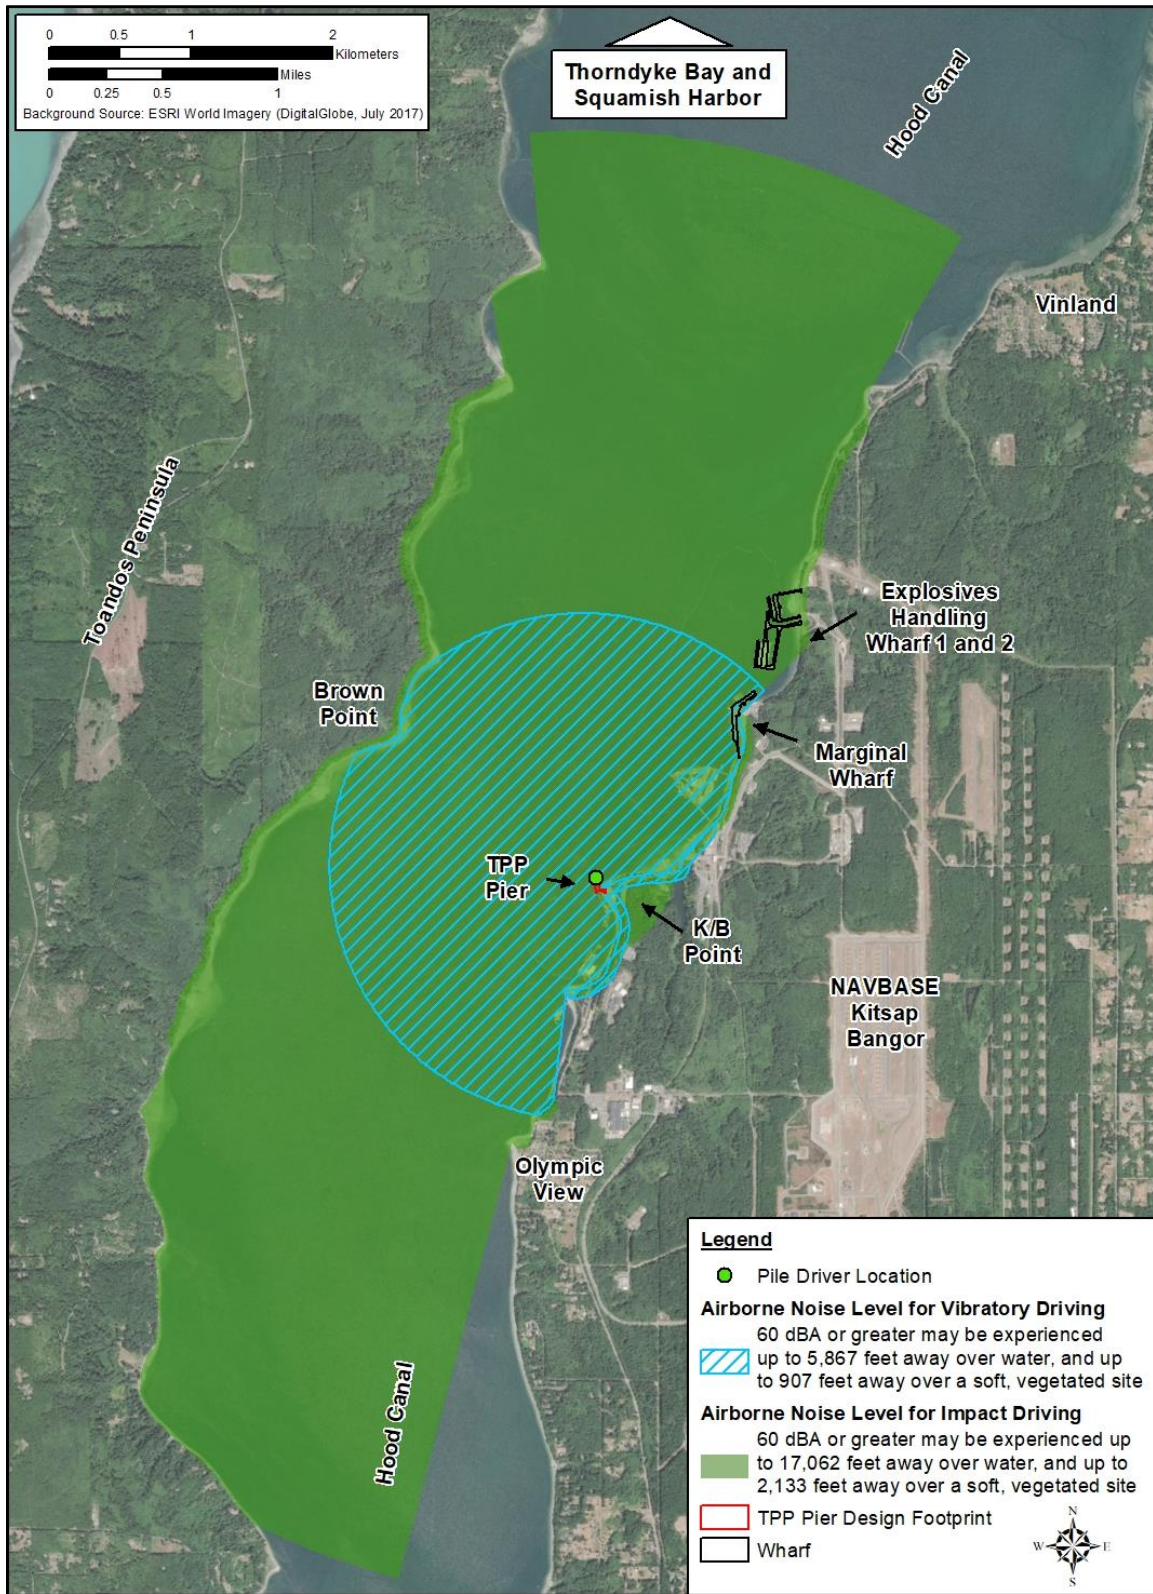 0 0.5 1 2
Kilometers
Miles
0 0.25 0.5 1
Background Source: ESRI World Imagery (DigitalGlobe, July 2017)
Thorndyke Bay and
Squamish Harbor
Hood Canal
Vinland
Toandos Peninsula
Explosives
Handling
Wharf 1 and 2
Brown
Point
Marginal
Wharf
TPP
Pier
K/B
Point
NAVBASE
Kitsap
Bangor
Olympic
View
Hood Canal
Legend
Pile Driver Location
Airborne Noise Level for Vibratory Driving
60 dBA or greater may be experienced
up to 5,867 feet away over water, and up
to 907 feet away over a soft, vegetated site
Airborne Noise Level for Impact Driving
60 dBA or greater may be experienced up
to 17,062 feet away over water, and up to
2,133 feet away over a soft, vegetated site
TPP Pier Design Footprint
Wharf
N
W E
S